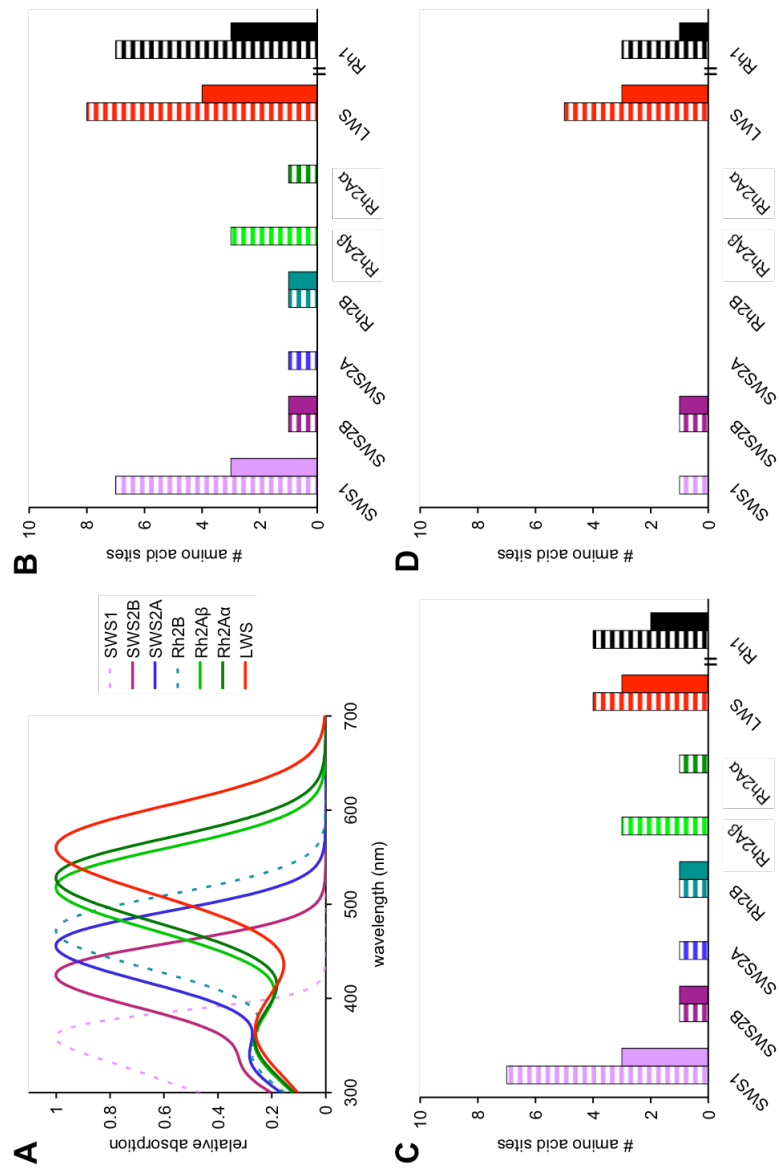 A
relative absorption
1
0.8
0.6
0.4
0.2
0
300
400
500
600
700
wavelength (nm)
SWS1
SWS2B
SWS2A
Rh2B
Rh2Aβ
Rh2Aα
LWS
B
# amino acid sites
10
8
6
4
2
0
SWS1
SWS2B
SWS2A
Rh2B
Rh2Aβ
Rh2Aα
LWS
Rh1
C
# amino acid sites
10
8
6
4
2
0
SWS1
SWS2B
SWS2A
Rh2B
Rh2Aβ
Rh2Aα
LWS
Rh1
D
# amino acid sites
10
8
6
4
2
0
SWS1
SWS2B
SWS2A
Rh2B
Rh2Aβ
Rh2Aα
LWS
Rh1